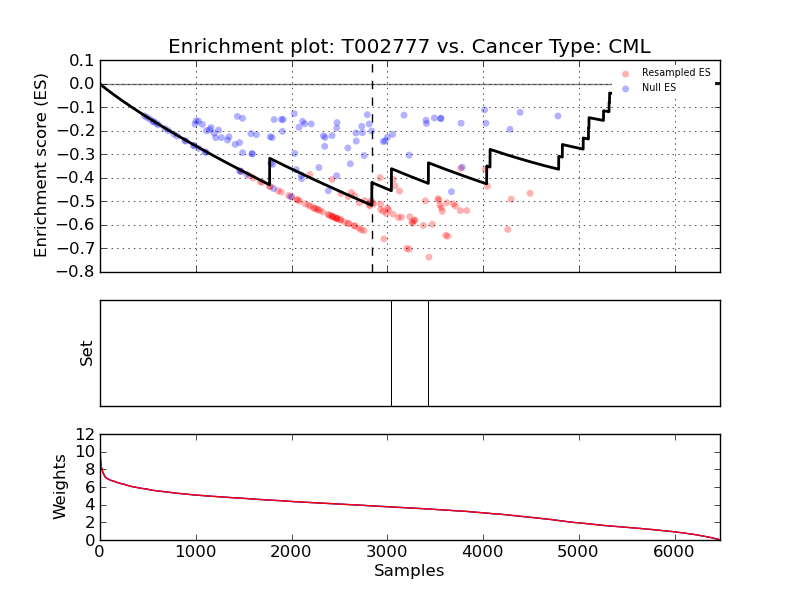 Enrichment plot: T002777 vs. Cancer Type: CML
Enrichment score (ES)
0.1
0.0
−0.1
−0.2
−0.3
−0.4
−0.5
−0.6
−0.7
−0.8
Resampled ES
Null ES
Set
Weights
12
10
8
6
4
2
0
0 1000 2000 3000 4000 5000 6000
Samples